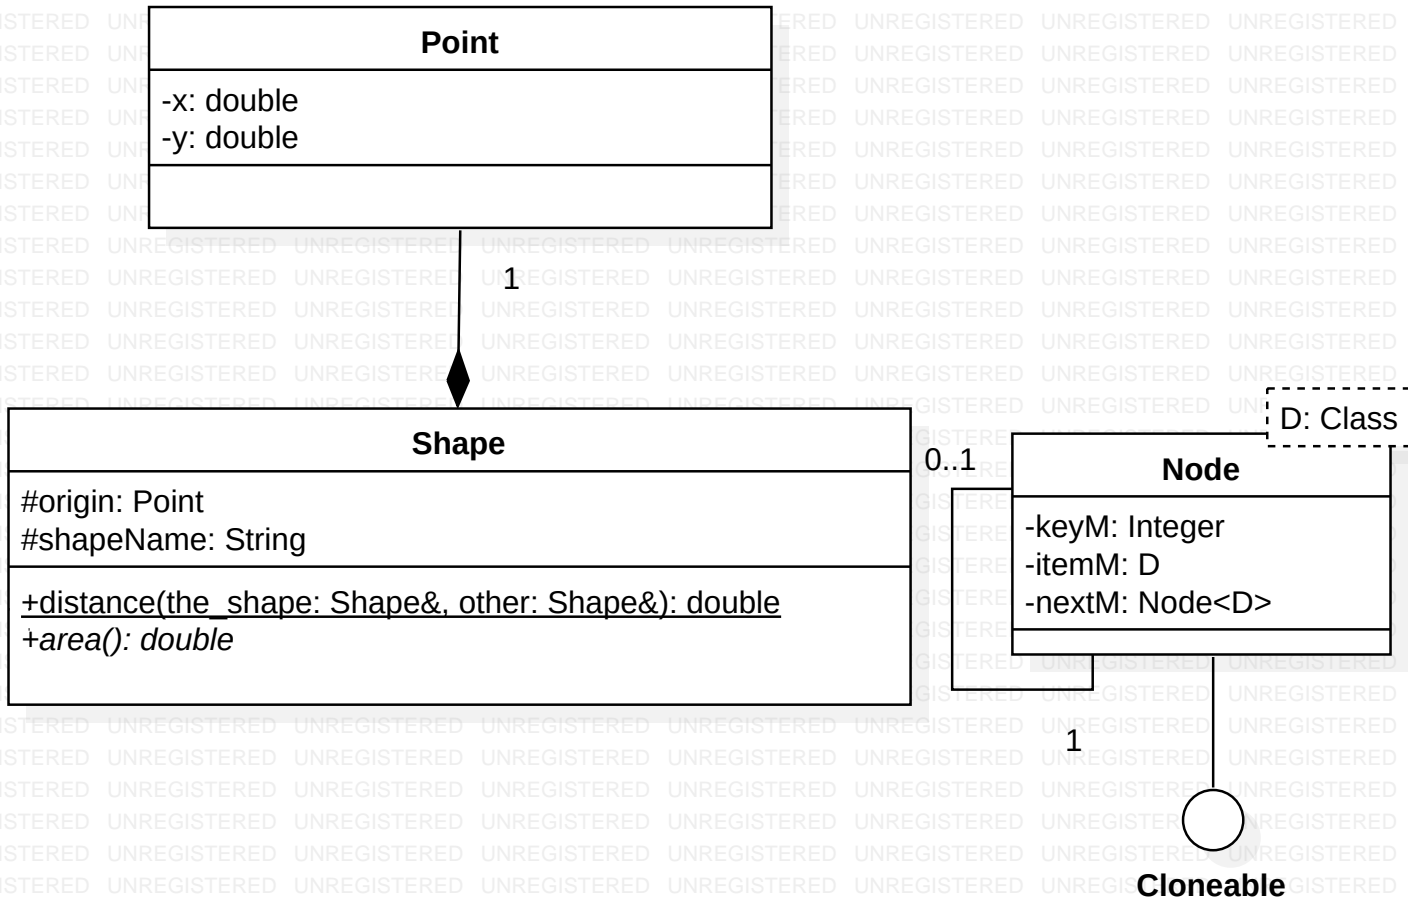 Point
-x: double
-y: double
1
Shape
#origin: Point
#shapeName: String
+distance(the_shape: Shape&, other: Shape&): double
+area(): double
D: Class
0..1
Node
-keyM: Integer
-itemM: D
-nextM: Node<D>
1
Cloneable
UNREGISTERED